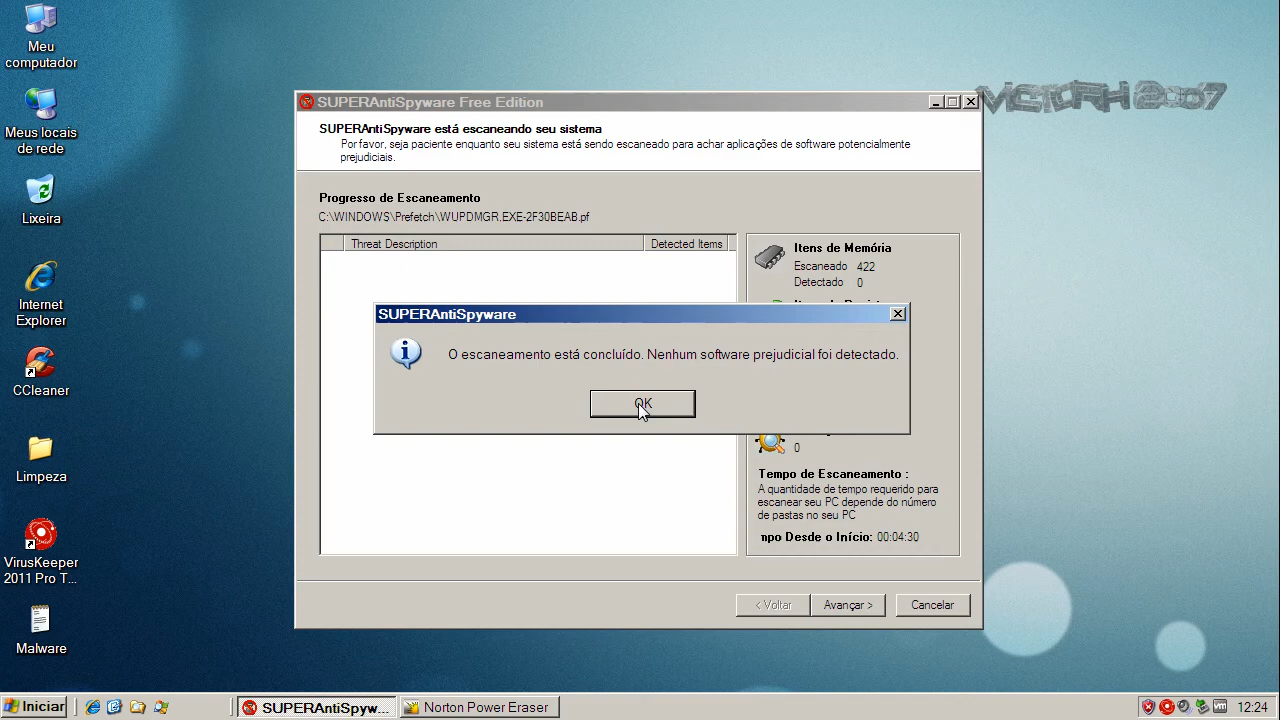 Meu
computador
Meus locais
de rede
Lixeira
Internet
Explorer
CCleaner
Limpeza
VirusKeeper
2011 Pro T...
Malware
VICTORH 2007
SUPERAntiSpyware Free Edition
SUPERAntiSpyware está escaneando seu sistema
Por favor, seja paciente enquanto seu sistema está sendo escaneado para achar aplicações de software potencialmente
prejudiciais.
Progresso de Escaneamento
C:\WINDOWS\Prefetch\WUPDMGR.EXE-2F30BEAB.pf
Threat Description Detected Items
Itens de Memória
Escaneado 422
Detectado 0
SUPERAntiSpyware
O escaneamento está concluído. Nenhum software prejudicial foi detectado.
OK
0
Tempo de Escaneamento :
A quantidade de tempo requerido para
escanear seu PC depende do número
de pastas no seu PC
npo Desde o Início: 00:04:30
< Voltar Avançar > Cancelar
Iniciar SUPERAntiSpyw... Norton Power Eraser 12:24